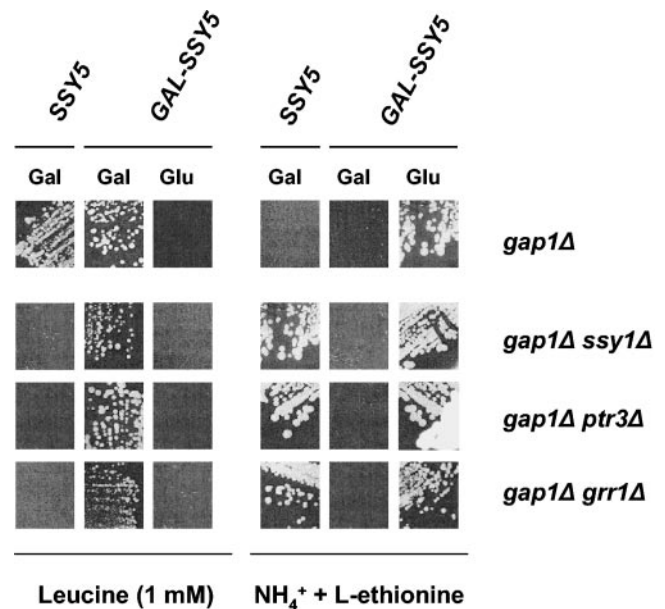 SSY5 GAL-SSY5 SSY5 GAL-SSY5
Gal Gal Glu Gal Gal Glu
gap1Δ
gap1Δ ssy1Δ
gap1Δ ptr3Δ
gap1Δ grr1Δ
Leucine (1 mM) NH₄⁺ + L-ethionine